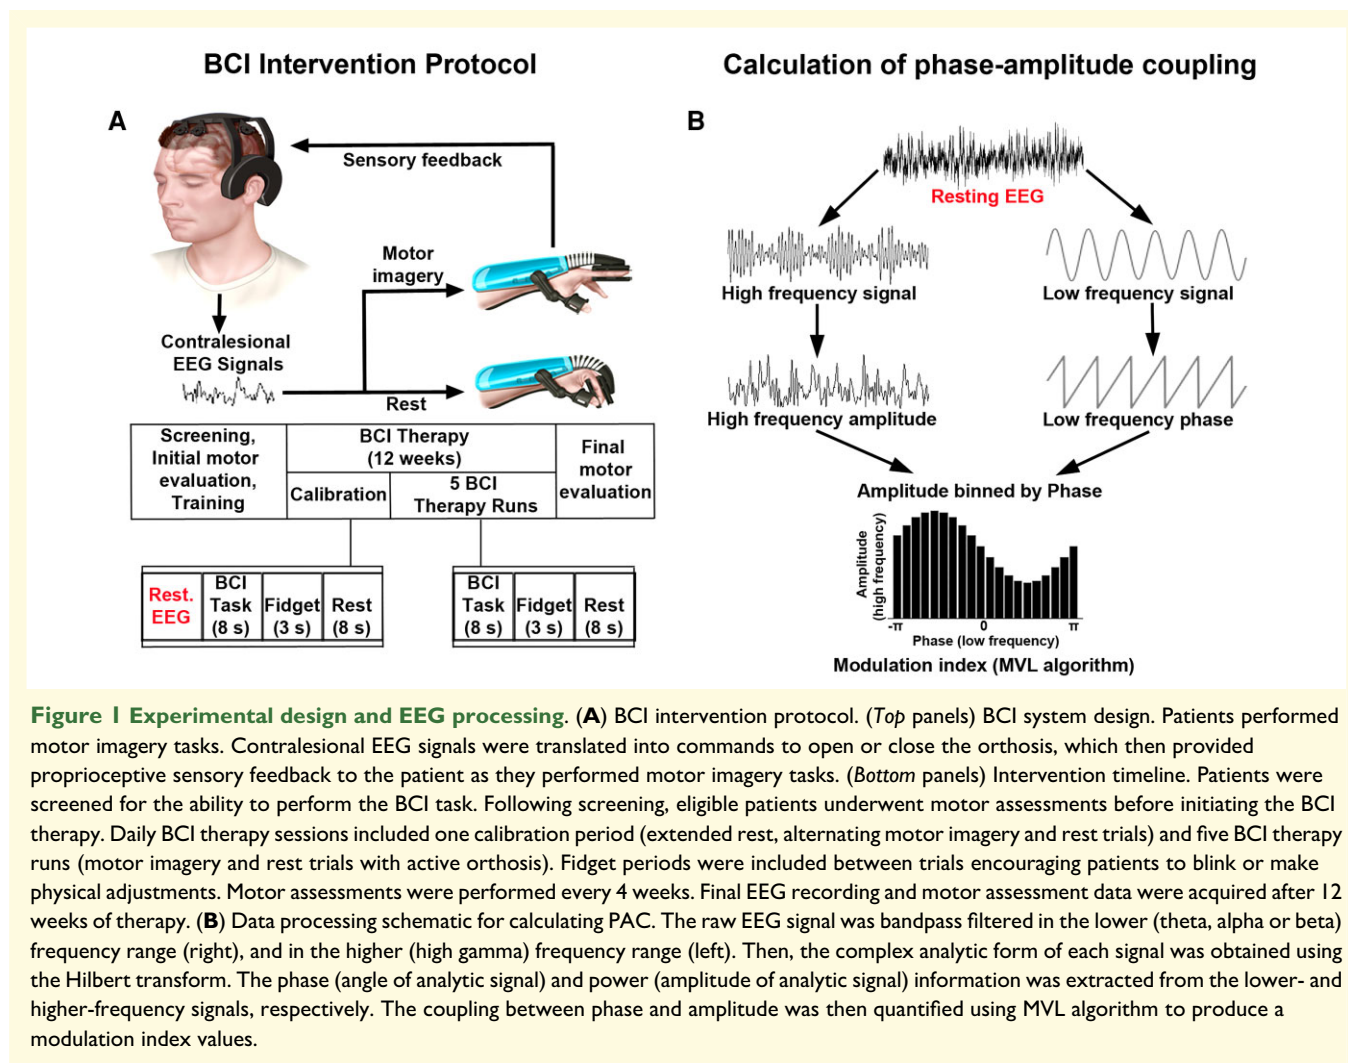 BCI Intervention Protocol
A
Sensory feedback
Motor
imagery
Contralesional
EEG Signals
Rest
Screening,
Initial motor
evaluation,
Training
BCI Therapy
(12 weeks)
Calibration
5 BCI
Therapy Runs
Final
motor
evaluation
Rest.
EEG
BCI
Task
(8 s)
Fidget
(3 s)
Rest
(8 s)
BCI
Task
(8 s)
Fidget
(3 s)
Rest
(8 s)
Calculation of phase-amplitude coupling
B
Resting EEG
High frequency signal
Low frequency signal
High frequency amplitude
Low frequency phase
Amplitude binned by Phase
Amplitude
(high frequency)
-π 0 π
Phase (low frequency)
Modulation index (MVL algorithm)
Figure 1 Experimental design and EEG processing. (A) BCI intervention protocol. (Top panels) BCI system design. Patients performed
motor imagery tasks. Contralesional EEG signals were translated into commands to open or close the orthosis, which then provided
proprioceptive sensory feedback to the patient as they performed motor imagery tasks. (Bottom panels) Intervention timeline. Patients were
screened for the ability to perform the BCI task. Following screening, eligible patients underwent motor assessments before initiating the BCI
therapy. Daily BCI therapy sessions included one calibration period (extended rest, alternating motor imagery and rest trials) and five BCI therapy
runs (motor imagery and rest trials with active orthosis). Fidget periods were included between trials encouraging patients to blink or make
physical adjustments. Motor assessments were performed every 4 weeks. Final EEG recording and motor assessment data were acquired after 12
weeks of therapy. (B) Data processing schematic for calculating PAC. The raw EEG signal was bandpass filtered in the lower (theta, alpha or beta)
frequency range (right), and in the higher (high gamma) frequency range (left). Then, the complex analytic form of each signal was obtained using
the Hilbert transform. The phase (angle of analytic signal) and power (amplitude of analytic signal) information was extracted from the lower- and
higher-frequency signals, respectively. The coupling between phase and amplitude was then quantified using MVL algorithm to produce a
modulation index values.